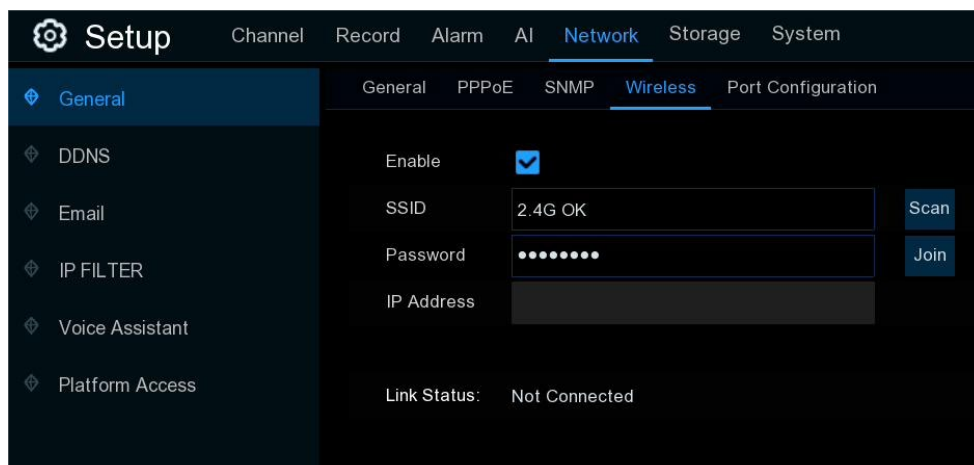 Setup Channel Record Alarm AI Network Storage System
General PPPoE SNMP Wireless Port Configuration
General
DDNS
Email
IP FILTER
Voice Assistant
Platform Access
Enable
SSID 2.4G OK Scan
Password •••••••• Join
IP Address
Link Status: Not Connected